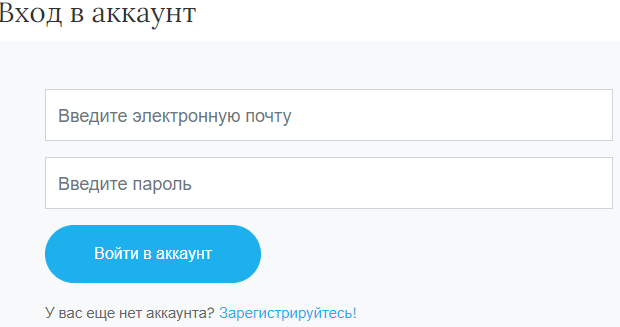 Вход в аккаунт
Введите электронную почту
Введите пароль
Войти в аккаунт
У вас еще нет аккаунта? Зарегистрируйтесь!